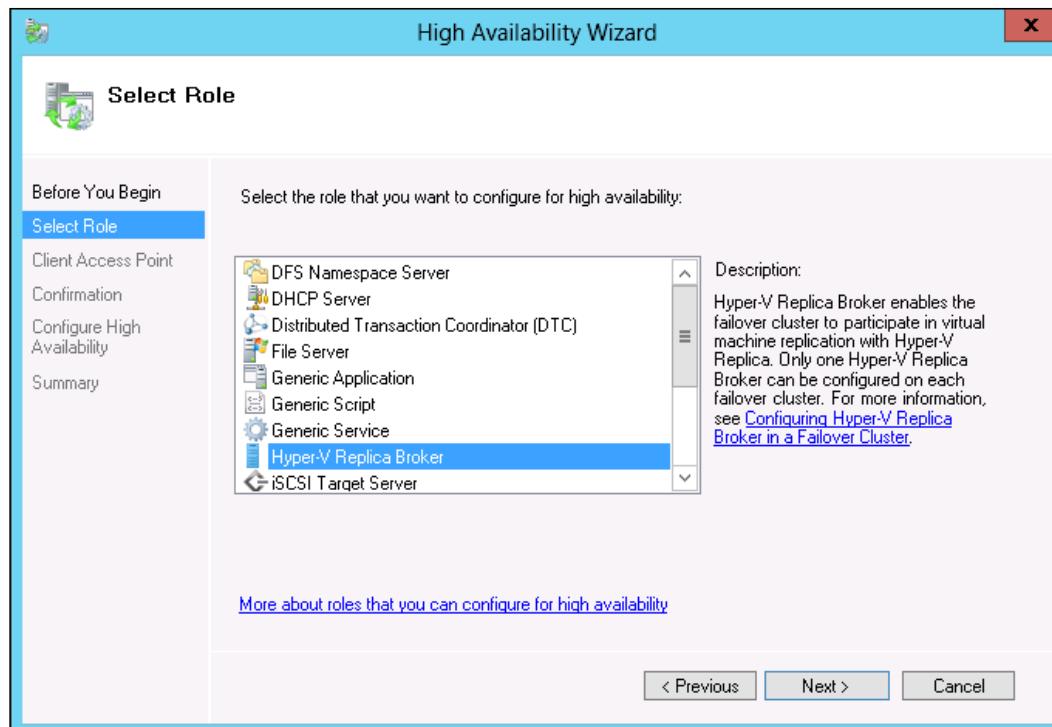 High Availability Wizard
X
Select Role
Before You Begin
Select Role
Client Access Point
Confirmation
Configure High
Availability
Summary
Select the role that you want to configure for high availability:
DFS Namespace Server
DHCP Server
Distributed Transaction Coordinator (DTC)
File Server
Generic Application
Generic Script
Generic Service
Hyper-V Replica Broker
iSCSI Target Server
Description:
Hyper-V Replica Broker enables the
failover cluster to participate in virtual
machine replication with Hyper-V
Replica. Only one Hyper-V Replica
Broker can be configured on each
failover cluster. For more information,
see Configuring Hyper-V Replica
Broker in a Failover Cluster.
More about roles that you can configure for high availability
< Previous
Next >
Cancel